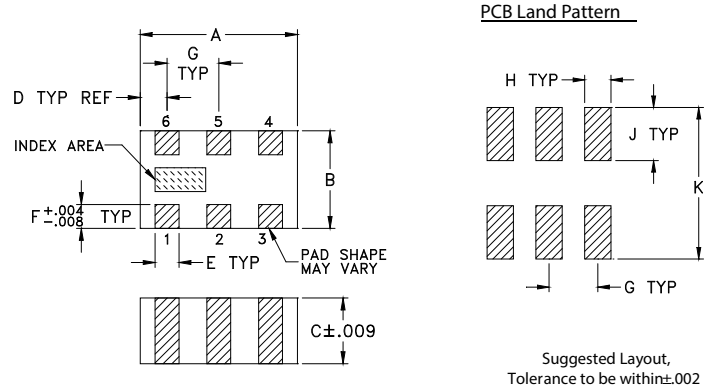 PCB Land Pattern
A
G
TYP
D TYP REF
6 5 4
INDEX AREA
B
F +.004 -.008 TYP
1 2 3
E TYP
PAD SHAPE
MAY VARY
C±.009
H TYP
J TYP
K
G TYP
Suggested Layout,
Tolerance to be within±.002